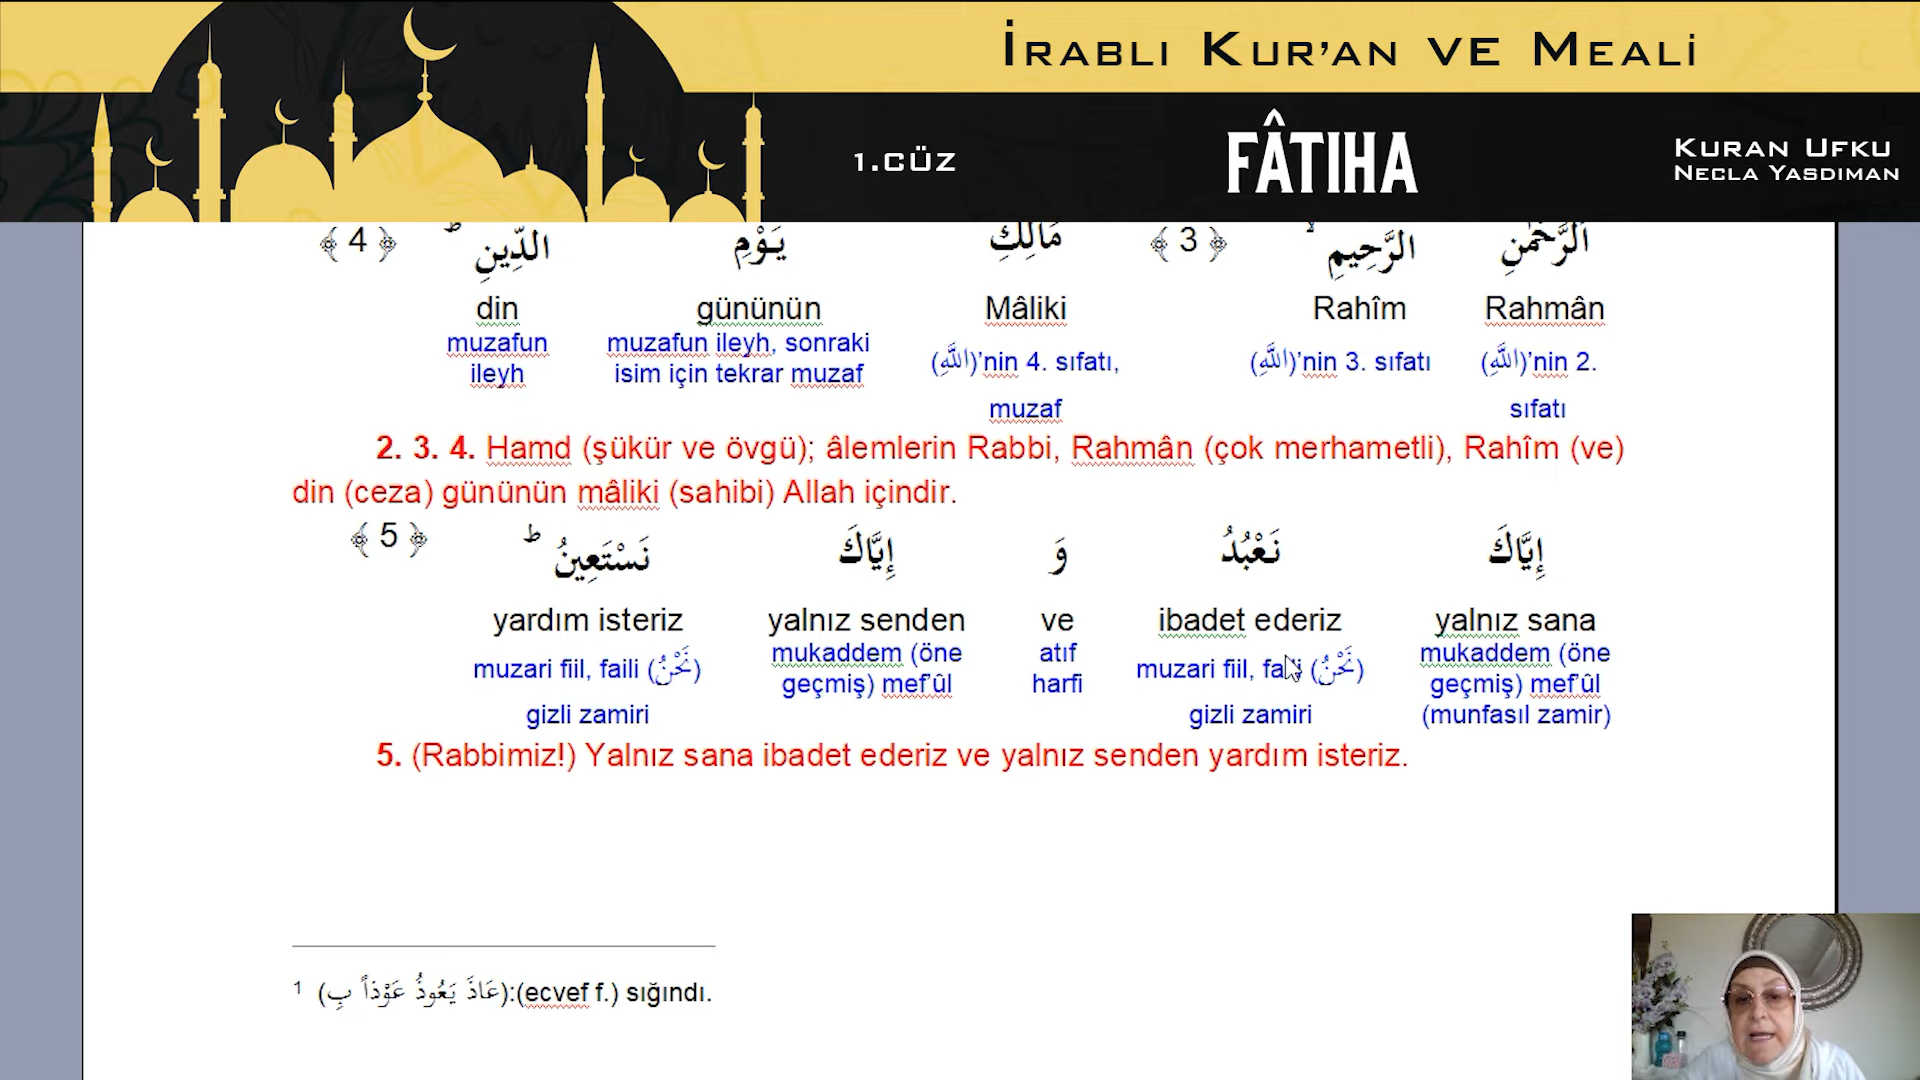 İRABLI KUR’AN VE MEALİ
1.CÜZ
FÂTIHA
KURAN UFKU
NECLA YASDIMAN
اَلرَّحْمٰنِ الرَّحِيمِۙ ﴿3﴾ مَالِكِ يَوْمِ الدِّينِۜ ﴿4﴾
Rahmân Rahîm Mâliki gününün din
(اللَّهِ)’nin 2. sıfatı
(اللَّهِ)’nin 3. sıfatı
(اللَّهِ)’nin 4. sıfatı, muzaf
muzafun ileyh, sonraki isim için tekrar muzaf
muzafun ileyh
2. 3. 4. Hamd (şükür ve övgü); âlemlerin Rabbi, Rahmân (çok merhametli), Rahîm (ve)
din (ceza) gününün mâliki (sahibi) Allah içindir.
إِيَّاكَ نَعْبُدُ وَ إِيَّاكَ نَسْتَعِينُ ط ﴿5﴾
yalnız sana ibadet ederiz ve yalnız senden yardım isteriz
mukaddem (öne geçmiş) mef’ûl (munfasıl zamir)
muzari fiil, faili (نَحْنُ) gizli zamiri
atıf harfi
mukaddem (öne geçmiş) mef’ûl
muzari fiil, faili (نَحْنُ) gizli zamiri
5. (Rabbimiz!) Yalnız sana ibadet ederiz ve yalnız senden yardım isteriz.
1 (عَاذَ يَعُوذُ عَوْذاً بِ):(ecvef f.) sığındı.